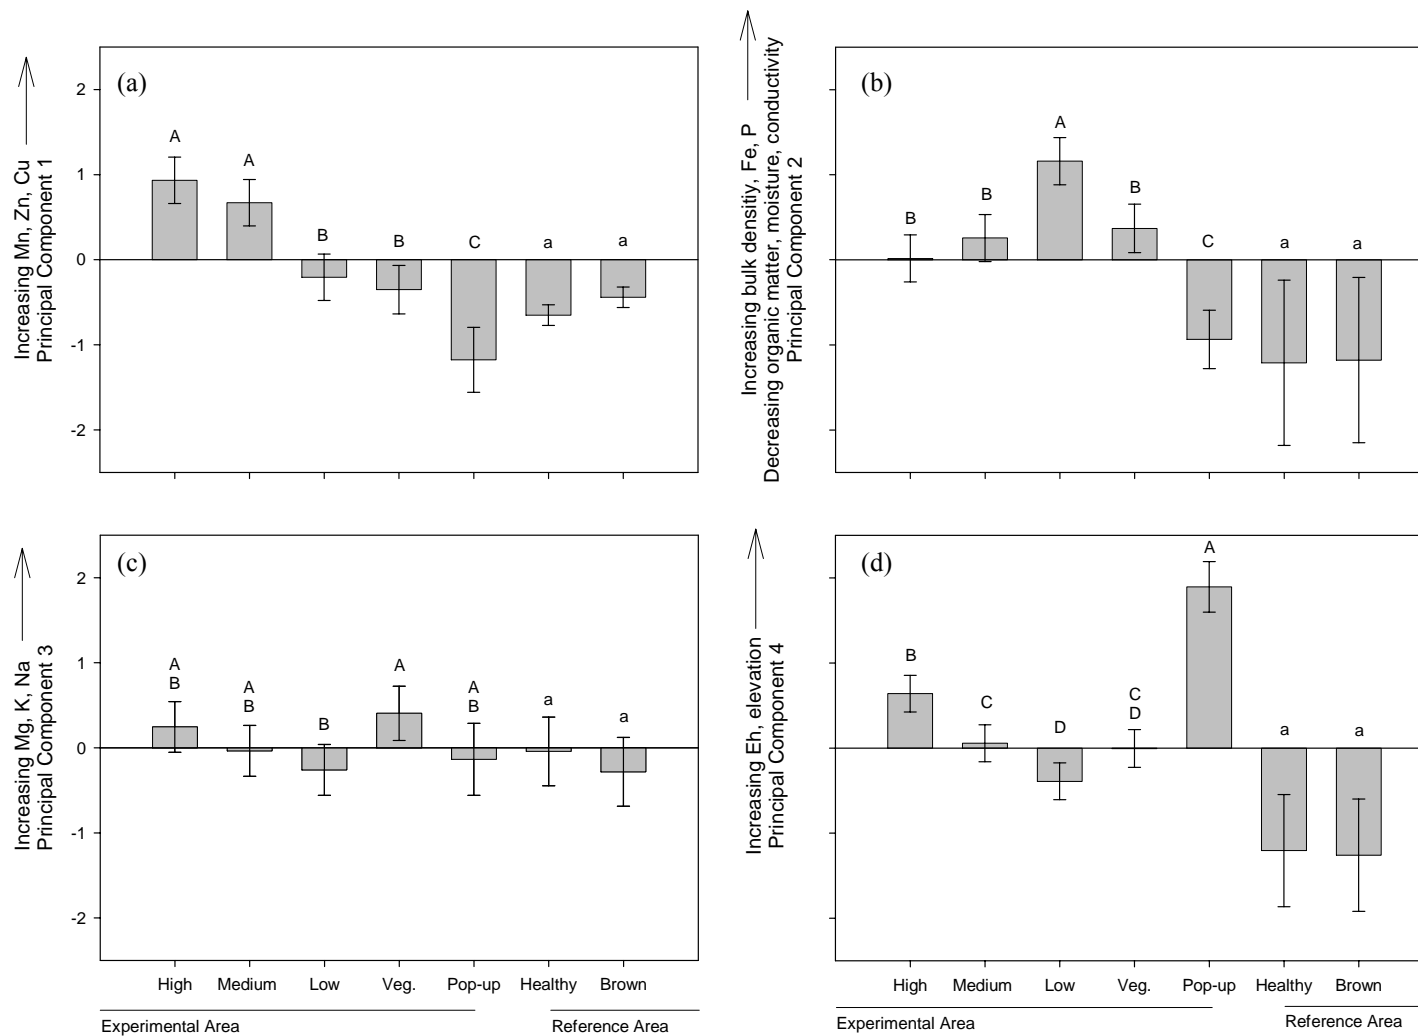 Increasing Mn, Zn, Cu
Principal Component 1
(a)
2
1
0
-1
-2
A
A
B
B
C
a
a
Increasing bulk densitiy, Fe, P
Decreasing organic matter, moisture, conductivity
Principal Component 2
(b)
B
B
A
B
C
a
a
Increasing Mg, K, Na
Principal Component 3
(c)
2
1
0
-1
-2
A
B
A
B
B
A
A
B
a
a
High Medium Low Veg. Pop-up Healthy Brown
Experimental Area Reference Area
Increasing Eh, elevation
Principal Component 4
(d)
B
C
D
C
D
A
a
a
High Medium Low Veg. Pop-up Healthy Brown
Experimental Area Reference Area